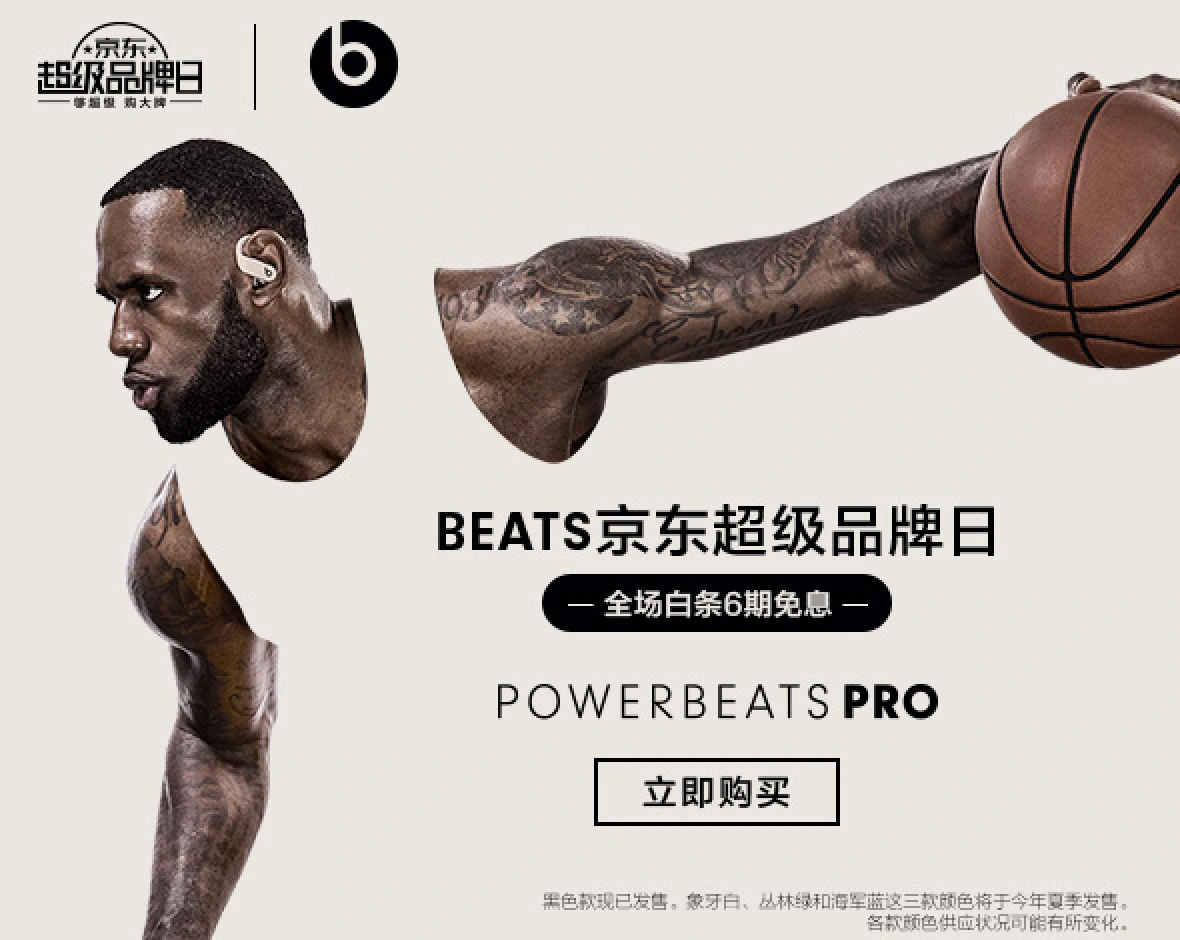 京东
超级品牌日
够超级 购大牌
BEATS京东超级品牌日
— 全场白条6期免息 —
POWERBEATS PRO
立即购买
黑色款现已发售。象牙白、丛林绿和海军蓝这三款颜色将于今年夏季发售。
各款颜色供应状况可能有所变化。